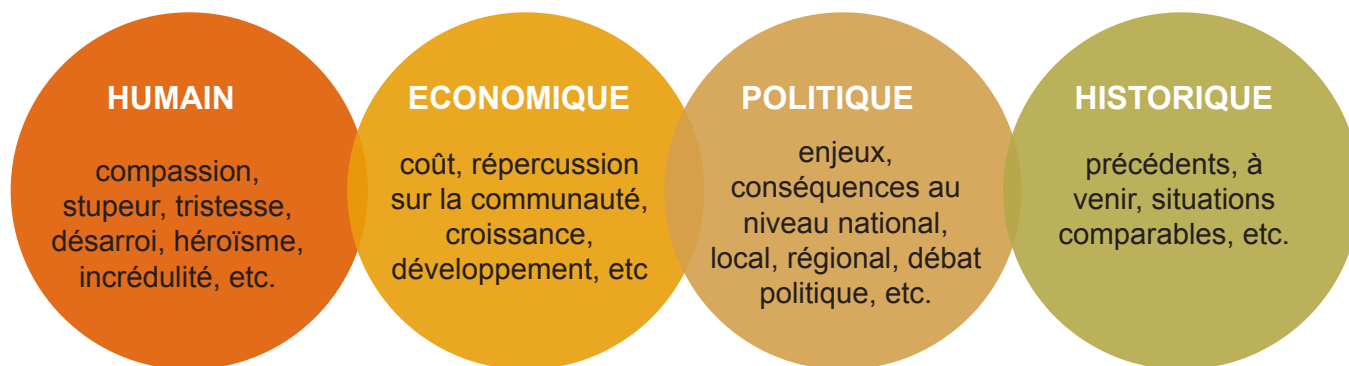 HUMAIN
compassion,
stupeur, tristesse,
désarroi, héroïsme,
incrédulité, etc.
ECONOMIQUE
coût, répercussion
sur la communauté,
croissance,
développement, etc
POLITIQUE
enjeux,
conséquences au
niveau national,
local, régional, débat
politique, etc.
HISTORIQUE
précédents, à
venir, situations
comparables, etc.